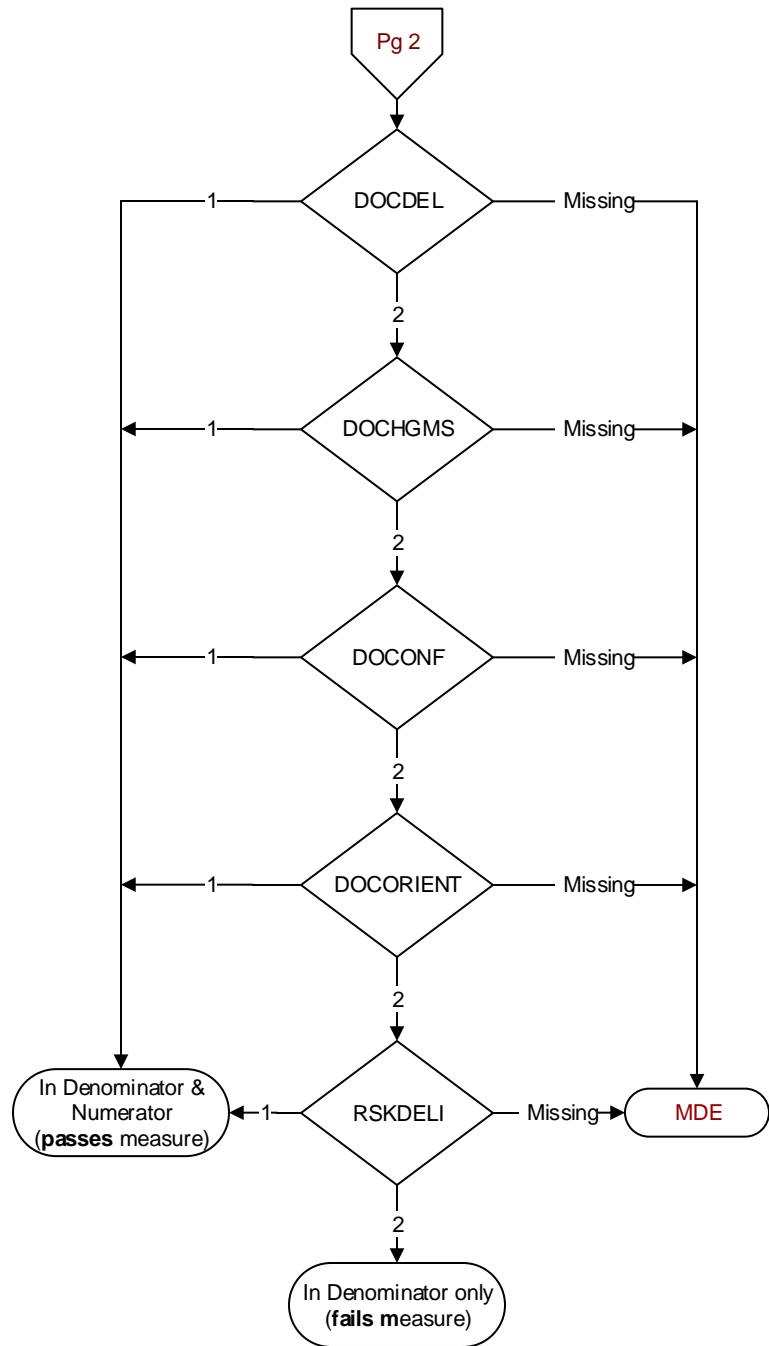 Pg 2
DOCDEL
1
Missing
2
DOCHGMS
1
Missing
2
DOCONF
1
Missing
2
DOCORIENT
1
Missing
2
In Denominator &
Numerator
(passes measure)
1
RSKDELI
Missing
MDE
2
In Denominator only
(fails measure)